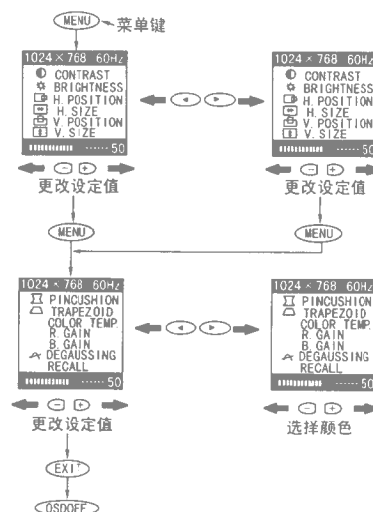 MENU 菜单键
1024 × 768 60Hz
CONTRAST
BRIGHTNESS
H. POSITION
H. SIZE
V. POSITION
V. SIZE
······ 50
更改设定值
MENU
1024 × 768 60Hz
CONTRAST
BRIGHTNESS
H. POSITION
H. SIZE
V. POSITION
V. SIZE
······ 50
更改设定值
MENU
1024 × 768 60Hz
PINCUSHION
TRAPEZOID
COLOR TEMP.
R. GAIN
B. GAIN
DEGAUSSING
RECALL
······ 50
更改设定值
EXIT
OSDOFF
1024 × 768 60Hz
PINCUSHION
TRAPEZOID
COLOR TEMP.
R. GAIN
B. GAIN
DEGAUSSING
RECALL
······ 50
选择颜色